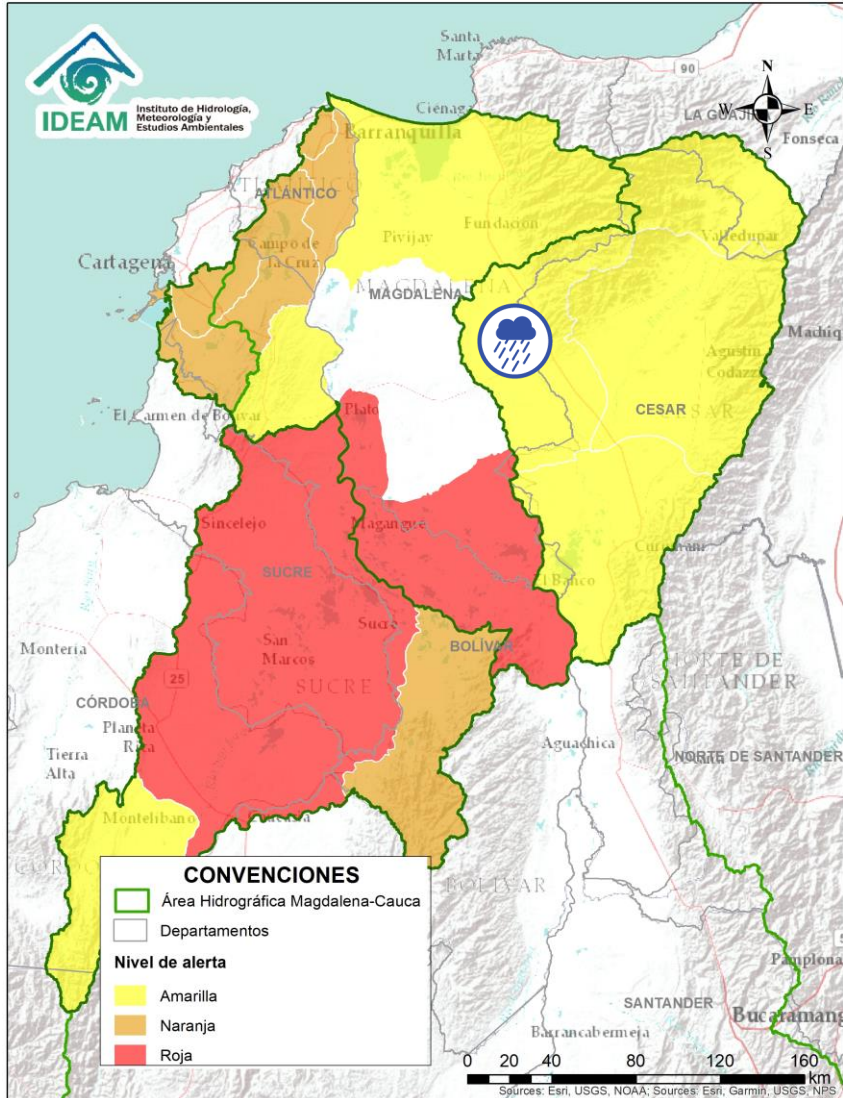 Santa
Marta
90
N
W
E
S
Ciénaga
LA GUAJIRA
Fonseca
IDEAM
Instituto de Hidrología,
Meteorología y
Estudios Ambientales
Barranquilla
ATLÁNTICO
Pivijay
Fundación
Valledupar
Campo de
la Cruz
Cartagena
MAGDALENA
MAGDALENA
Agustín
Codazzi
El Carmen de Bolívar
Plato
CESAR
Sincelejo
Magangué
SUCRE
El Banco
Sucre
San
Marcos
BOLÍVAR
Montería
SUCRE
NORTE DE
SANTANDER
25
CÓRDOBA
Planeta
Rica
Tierra
Alta
Aguachica
NORTE DE SANTANDER
Montelíbano
BOLÍVAR
CONVENCIONES
Área Hidrográfica Magdalena-Cauca
Departamentos
Nivel de alerta
Amarilla
Naranja
Roja
Pamplona
SANTANDER
Barrancabermeja
0 20 40 80 120 160
Km
Sources: Esri, USGS, NOAA; Sources: Esri, Garmin, USGS, NPS